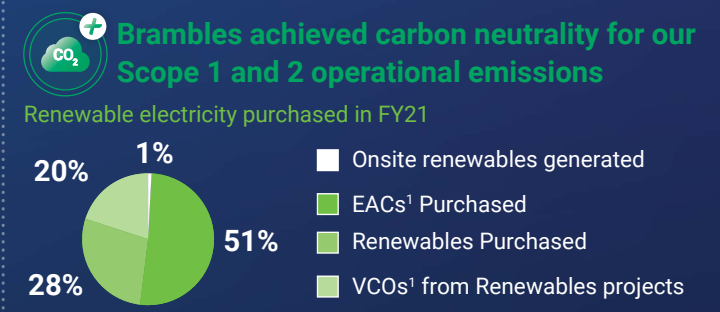 CO2
Brambles achieved carbon neutrality for our
Scope 1 and 2 operational emissions
Renewable electricity purchased in FY21
1%
20%
51%
28%
Onsite renewables generated
EACs¹ Purchased
Renewables Purchased
VCOs¹ from Renewables projects